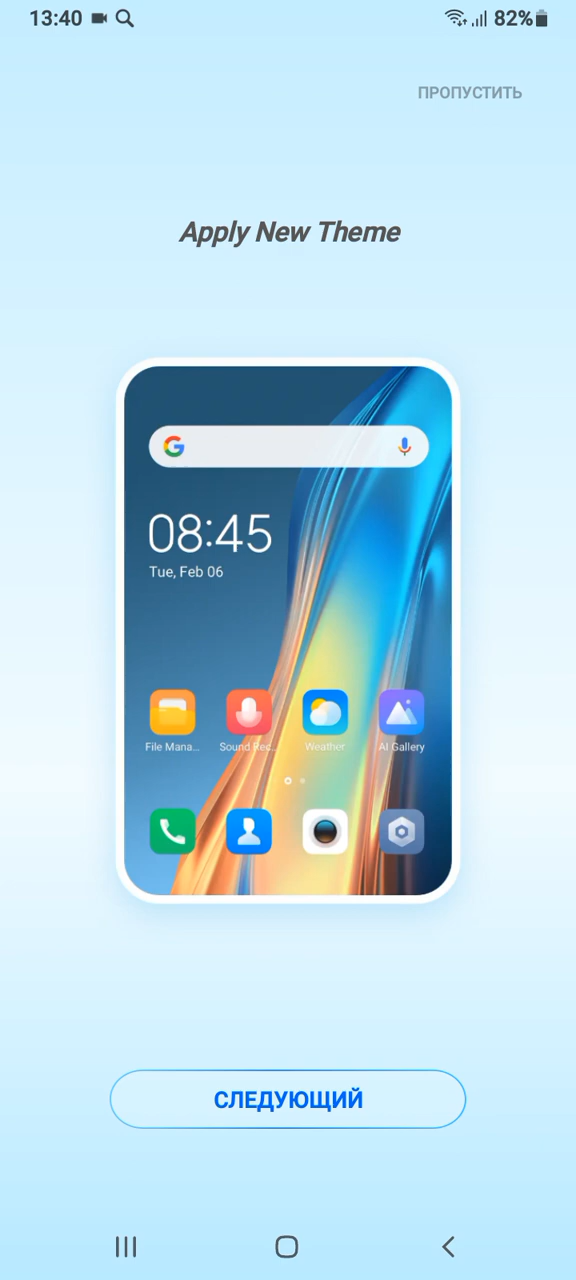 13:40
82%
ПРОПУСТИТЬ
Apply New Theme
08:45
Tue, Feb 06
File Mana...
Sound Rec...
Weather
AI Gallery
СЛЕДУЮЩИЙ